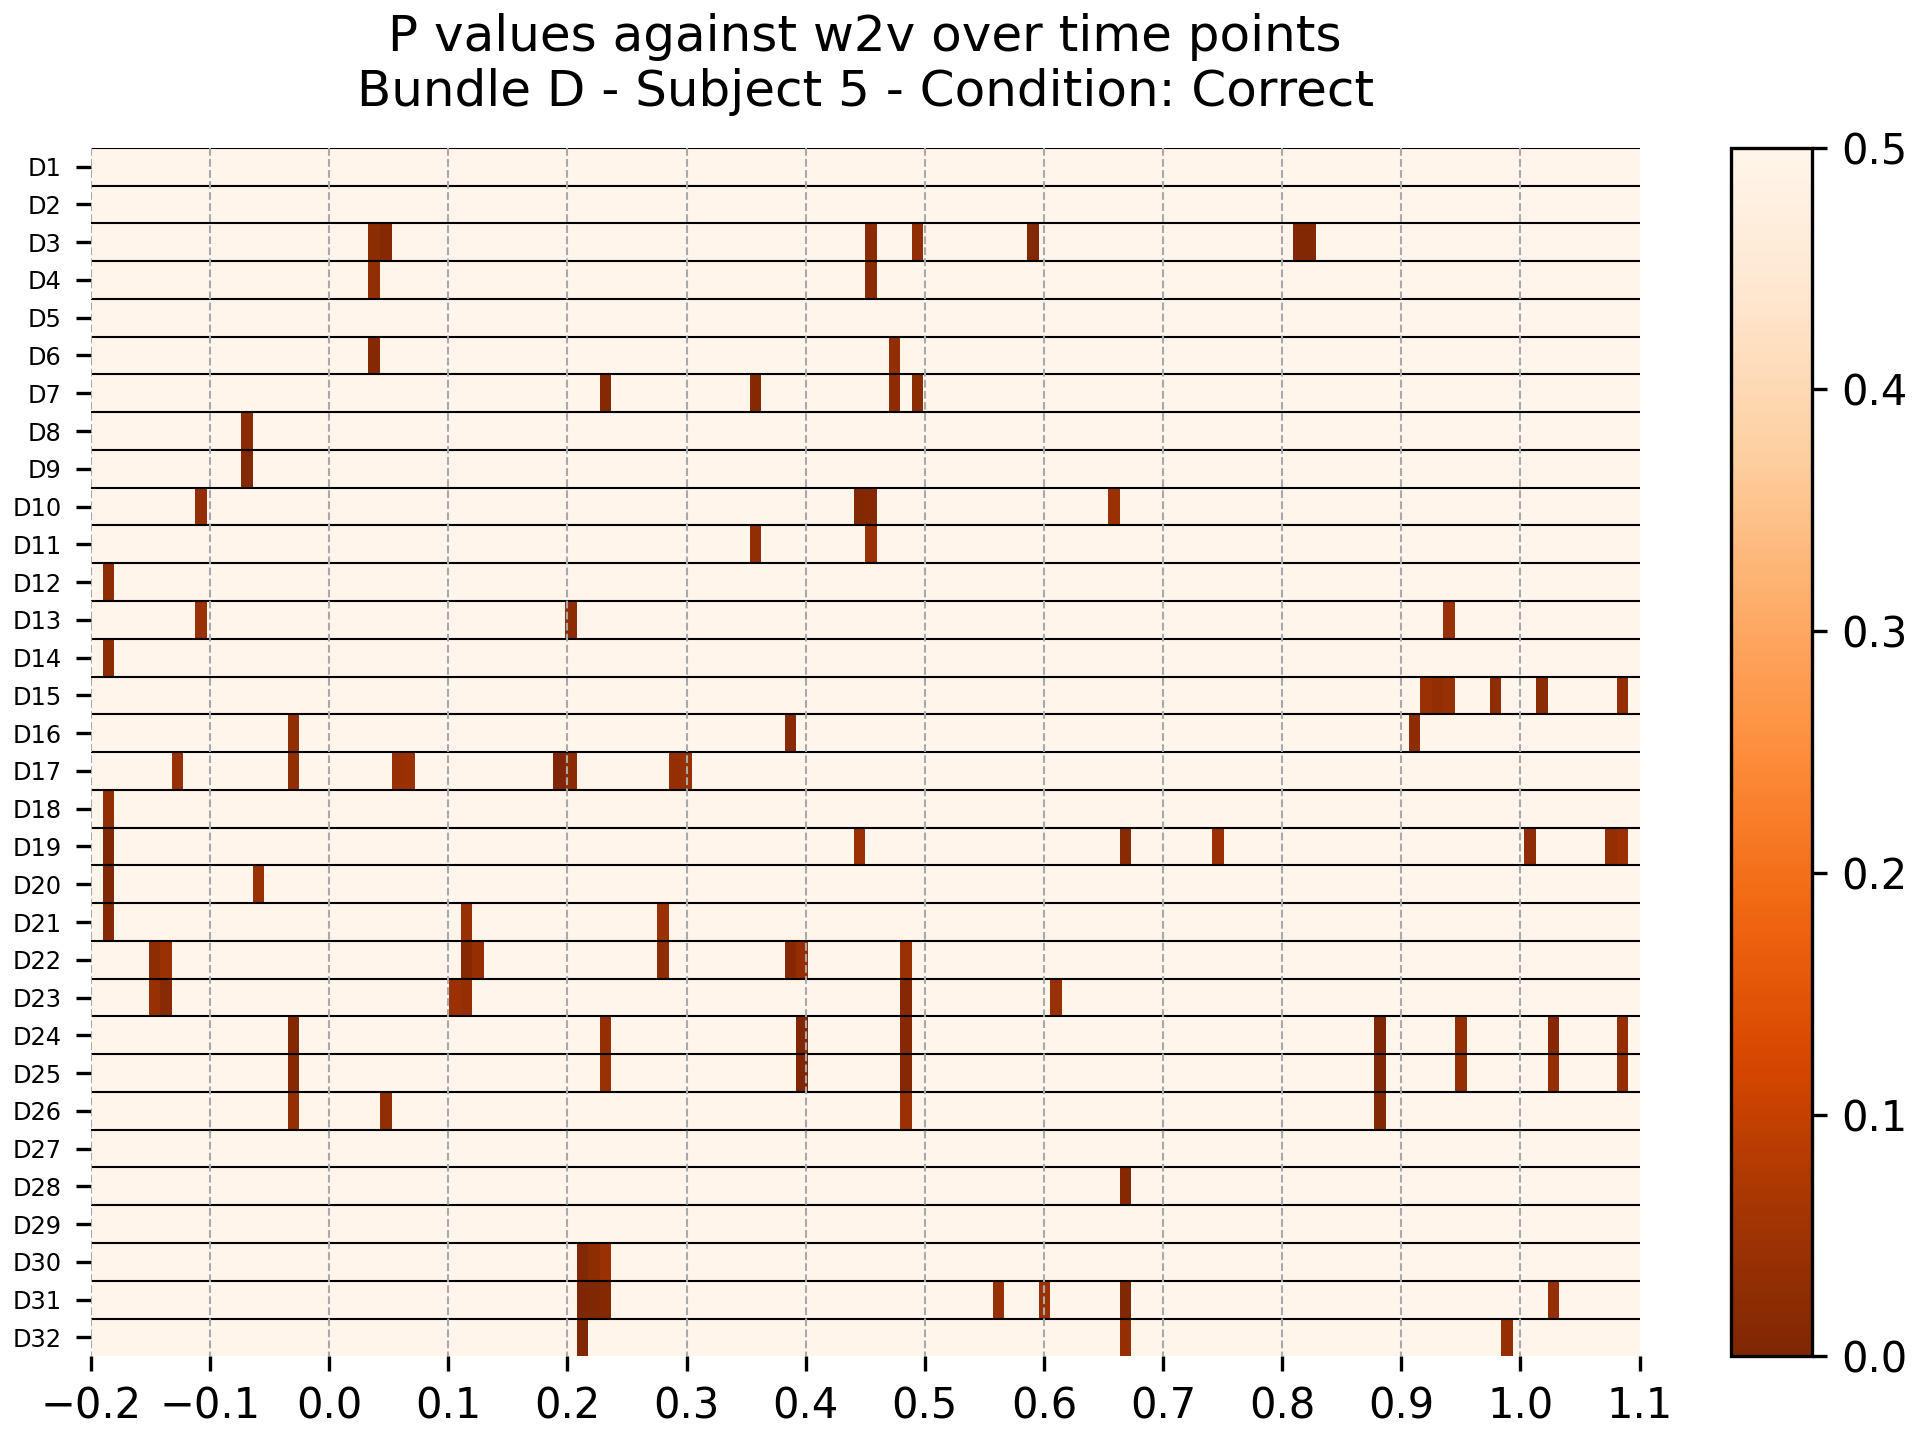 P values against w2v over time points
Bundle D - Subject 5 - Condition: Correct
D1
D2
D3
D4
D5
D6
D7
D8
D9
D10
D11
D12
D13
D14
D15
D16
D17
D18
D19
D20
D21
D22
D23
D24
D25
D26
D27
D28
D29
D30
D31
D32
−0.2 −0.1 0.0 0.1 0.2 0.3 0.4 0.5 0.6 0.7 0.8 0.9 1.0 1.1
0.5
0.4
0.3
0.2
0.1
0.0